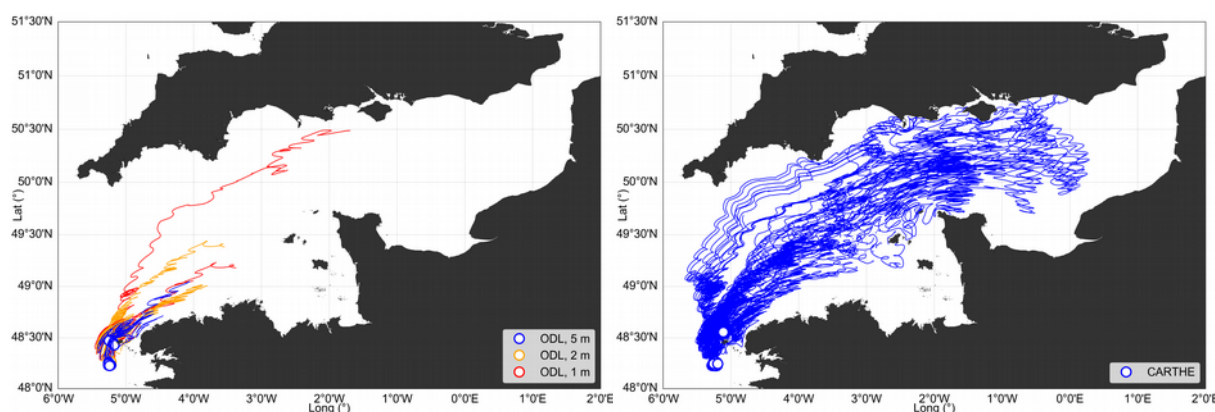 51°30'N
51°0'N
50°30'N
50°0'N
49°30'N
49°0'N
48°30'N
48°0'N
Lat (°)
6°0'W 5°0'W 4°0'W 3°0'W 2°0'W 1°0'W 0°0'E 1°0'E 2°0'E
Long (°)
ODL, 5 m
ODL, 2 m
ODL, 1 m
51°30'N
51°0'N
50°30'N
50°0'N
49°30'N
49°0'N
48°30'N
48°0'N
Lat (°)
6°0'W 5°0'W 4°0'W 3°0'W 2°0'W 1°0'W 0°0'E 1°0'E 2°0'E
Long (°)
CARTHE